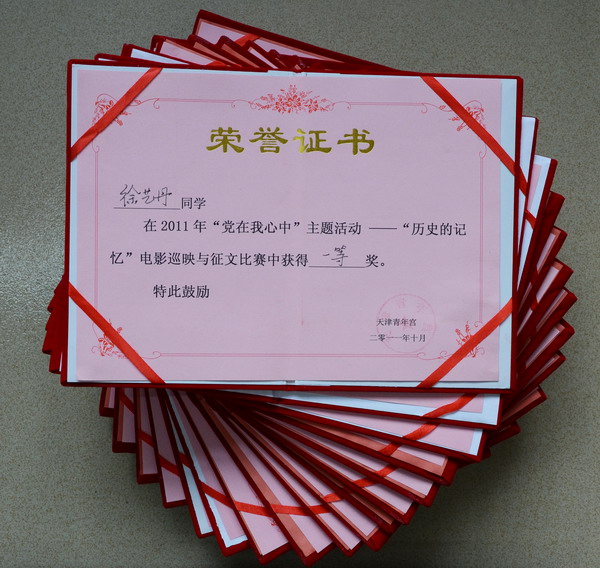 荣誉证书
徐艺丹同学
在2011年“党在我心中”主题活动——“历史的记
忆”电影巡映与征文比赛中获得一等奖。
特此鼓励
天津青年宫
二零一一年十月